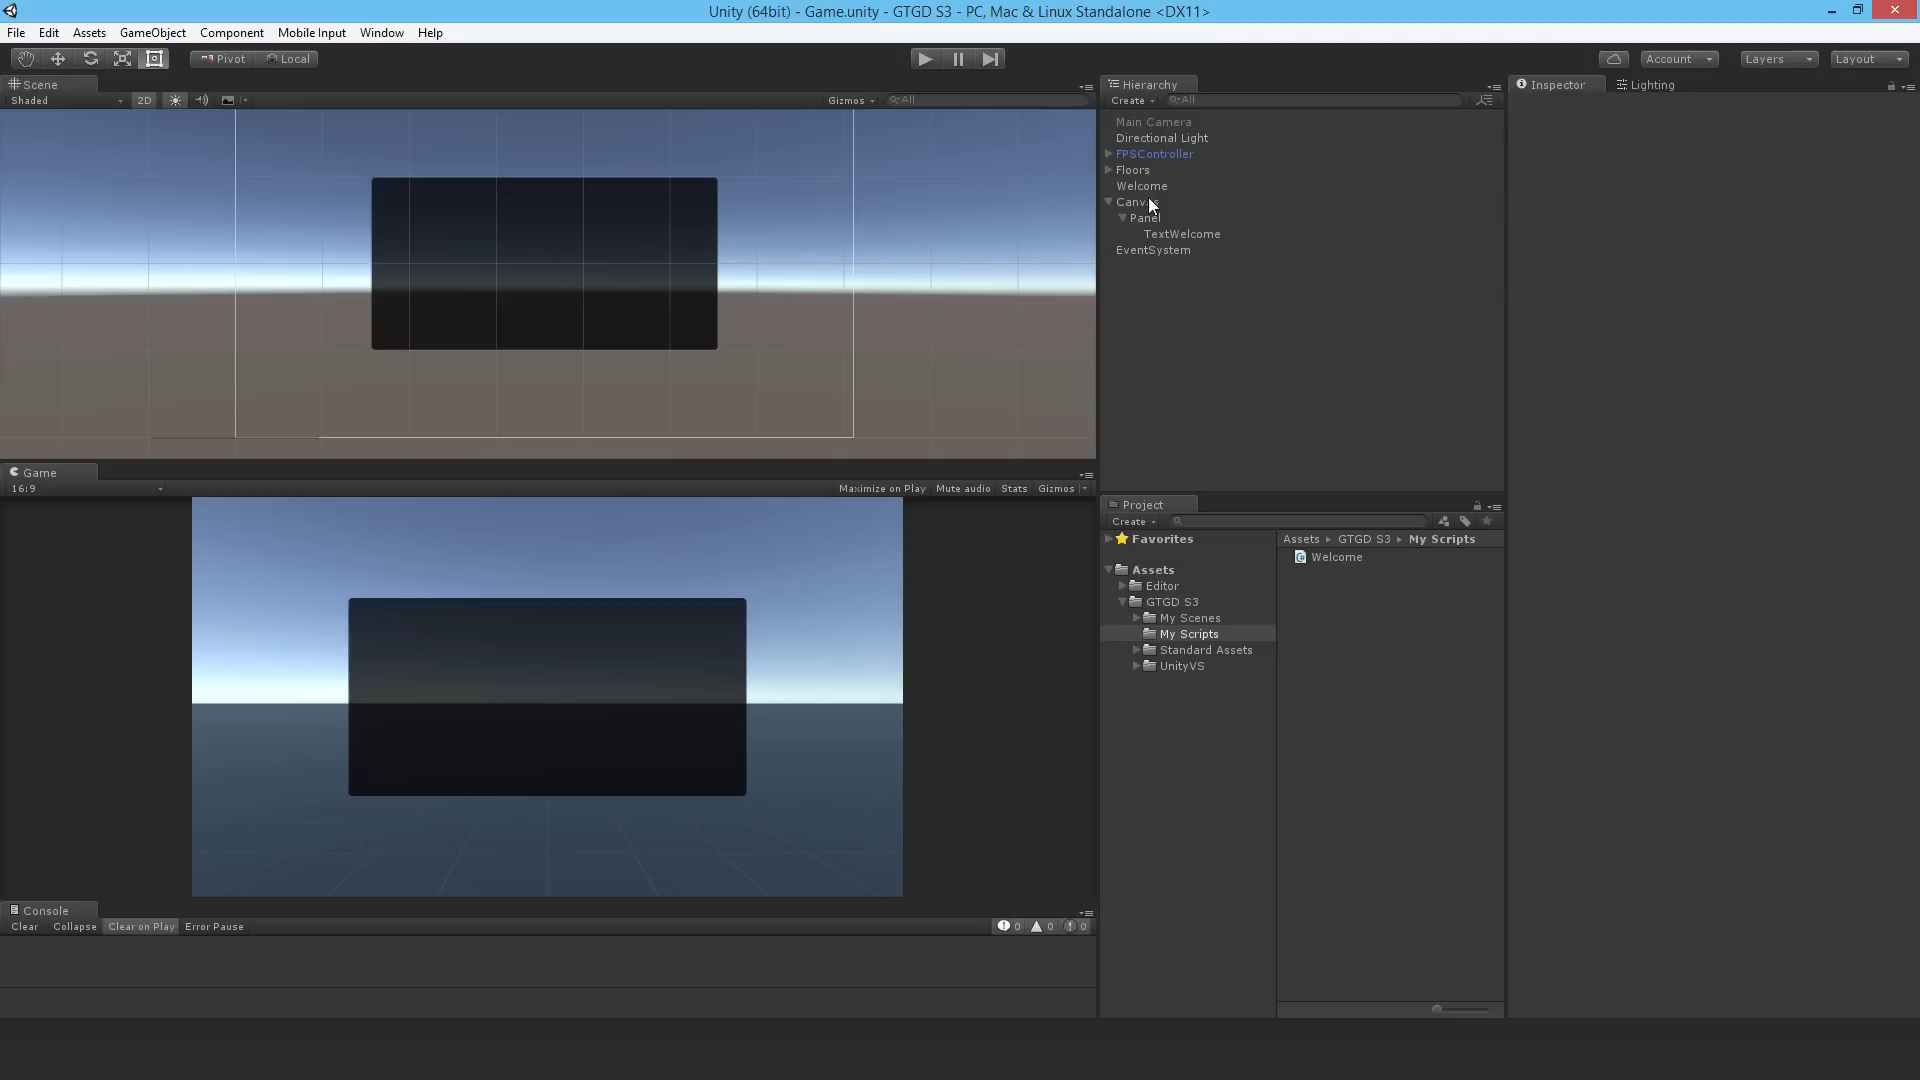 Unity (64bit) - Game.unity - GTGD S3 - PC, Mac & Linux Standalone <DX11>
File Edit Assets GameObject Component Mobile Input Window Help
Pivot Local Account Layers Layout
Scene
Shaded 2D Gizmos All
Hierarchy
Create All
Main Camera
Directional Light
FPSController
Floors
Welcome
Canvas
Panel
TextWelcome
EventSystem
Inspector Lighting
Game
16:9 Maximize on Play Mute audio Stats Gizmos
Project
Create
Favorites
Assets
Editor
GTGD S3
My Scenes
My Scripts
Standard Assets
UnityVS
Assets GTGD S3 My Scripts
Welcome
Console
Clear Collapse Clear on Play Error Pause 0 0 0